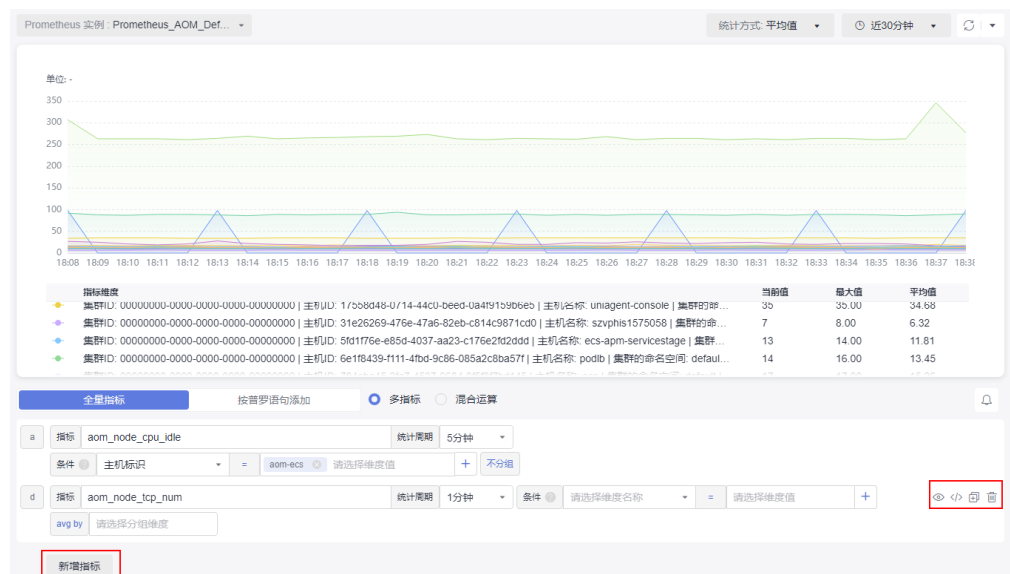 Prometheus 实例 : Prometheus_AOM_Def...
统计方式: 平均值
近30分钟
单位: -
350
300
250
200
150
100
50
0
18:08 18:09 18:10 18:11 18:12 18:13 18:14 18:15 18:16 18:17 18:18 18:19 18:20 18:21 18:22 18:23 18:24 18:25 18:26 18:27 18:28 18:29 18:30 18:31 18:32 18:33 18:34 18:35 18:36 18:37 18:38
指标维度 当前值 最大值 平均值
集群ID: 00000000-0000-0000-0000-00000000 | 主机ID: 17558d48-0714-44c0-beed-0a4f9159b6e5 | 主机名称: uniagent-console | 集群的命... 35 35.00 34.68
集群ID: 00000000-0000-0000-0000-00000000 | 主机ID: 31e26269-476e-47a6-82eb-c814c9871cd0 | 主机名称: szvphis1575058 | 集群的命... 7 8.00 6.32
集群ID: 00000000-0000-0000-0000-00000000 | 主机ID: 5fd1f76e-e85d-4037-aa23-c176e2fd2ddd | 主机名称: ecs-apm-servicestage | 集群... 13 14.00 11.81
集群ID: 00000000-0000-0000-0000-00000000 | 主机ID: 6e1f8439-f111-4fbd-9c86-085a2c8ba57f | 主机名称: podlb | 集群的命名空间: defaul... 14 16.00 13.45
全量指标 按普罗语句添加 多指标 混合运算
a 指标 aom_node_cpu_idle 统计周期 5分钟
条件 主机标识 = aom-ecs 请选择维度值 + 不分组
d 指标 aom_node_tcp_num 统计周期 1分钟 条件 请选择维度名称 = 请选择维度值 +
avg by 请选择分组维度
新增指标